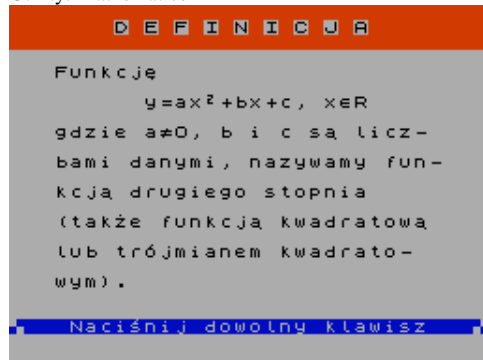 DEFINICJA
Funkcję
y=ax²+bx+c, x∈R
gdzie a≠0, b i c są licz-
bami danymi, nazywamy fun-
kcją drugiego stopnia
(także funkcją kwadratową
lub trójmianem kwadrato-
wym).
Naciśnij dowolny klawisz